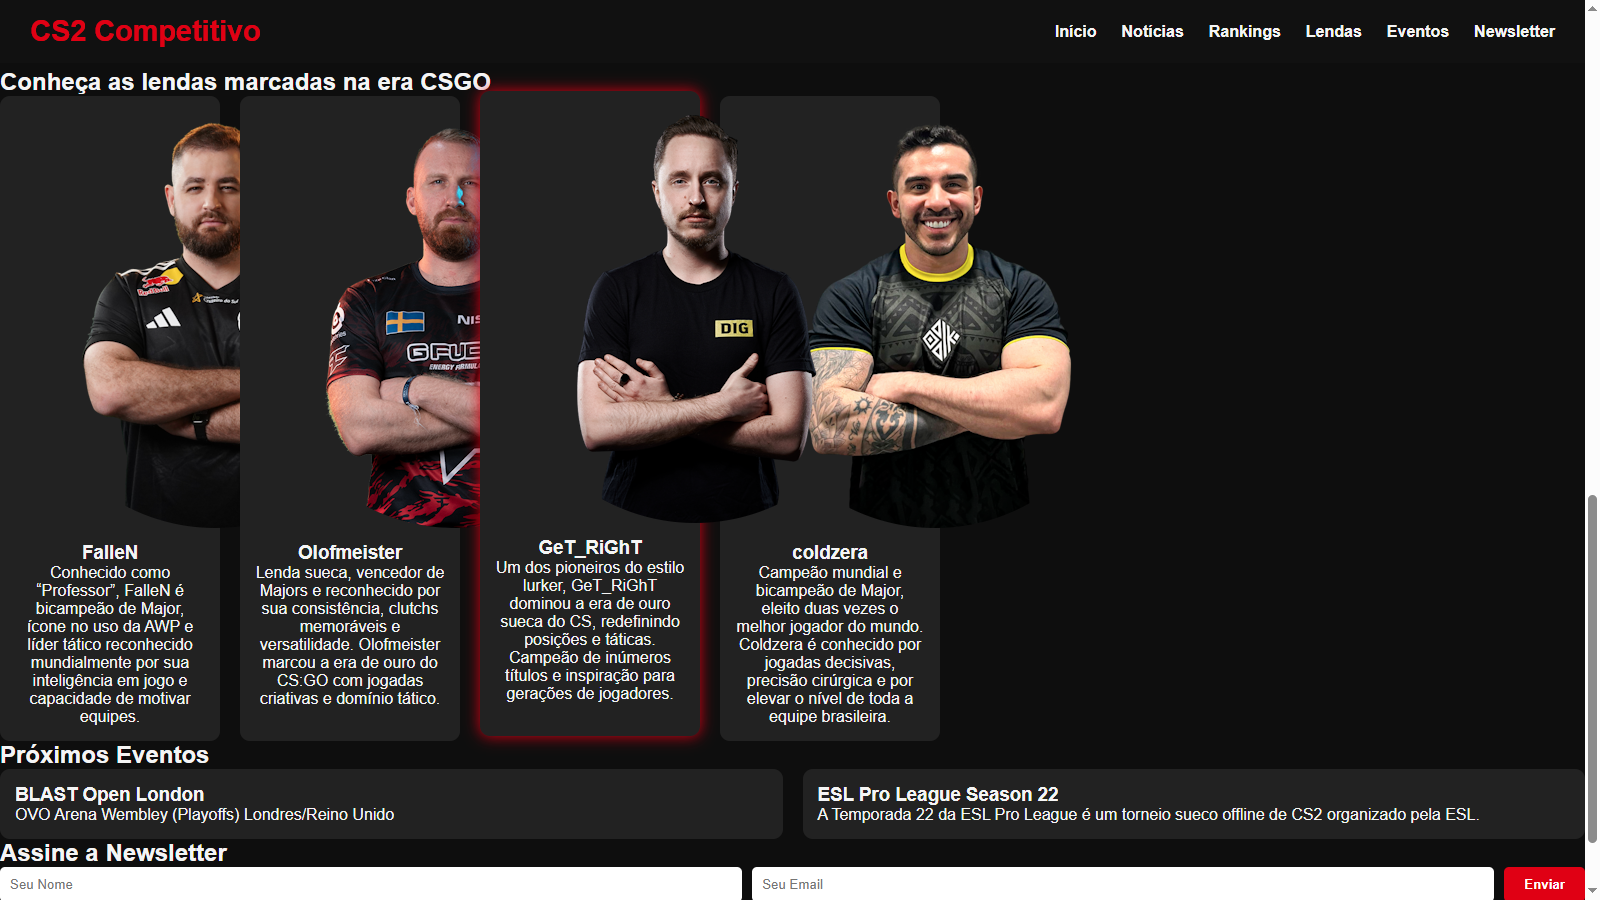 CS2 Competitivo
Início Notícias Rankings Lendas Eventos Newsletter
Conheça as lendas marcadas na era CSGO
DIG
FalleN
Conhecido como
“Professor”, FalleN é
bicampeão de Major,
ícone no uso da AWP e
líder tático reconhecido
mundialmente por sua
inteligência em jogo e
capacidade de motivar
equipes.
Olofmeister
Lenda sueca, vencedor de
Majors e reconhecido por
sua consistência, clutchs
memoráveis e
versatilidade. Olofmeister
marcou a era de ouro do
CS:GO com jogadas
criativas e domínio tático.
GeT_RiGhT
Um dos pioneiros do estilo
lurker, GeT_RiGhT
dominou a era de ouro
sueca do CS, redefinindo
posições e táticas.
Campeão de inúmeros
títulos e inspiração para
gerações de jogadores.
coldzera
Campeão mundial e
bicampeão de Major,
eleito duas vezes o
melhor jogador do mundo.
Coldzera é conhecido por
jogadas decisivas,
precisão cirúrgica e por
elevar o nível de toda a
equipe brasileira.
Próximos Eventos
BLAST Open London
OVO Arena Wembley (Playoffs) Londres/Reino Unido
ESL Pro League Season 22
A Temporada 22 da ESL Pro League é um torneio sueco offline de CS2 organizado pela ESL.
Assine a Newsletter
Seu Nome
Seu Email
Enviar